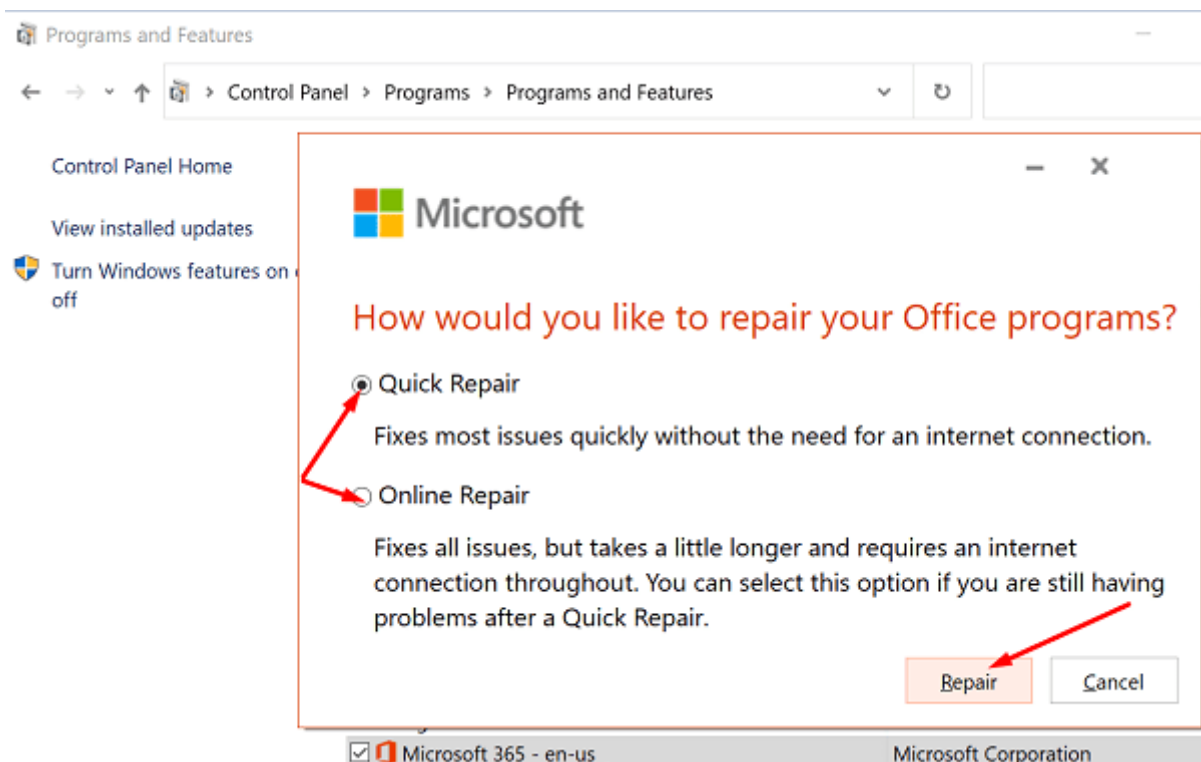 Programs and Features
Control Panel > Programs > Programs and Features
Control Panel Home
View installed updates
Turn Windows features on
off
Microsoft
How would you like to repair your Office programs?
Quick Repair
Fixes most issues quickly without the need for an internet connection.
Online Repair
Fixes all issues, but takes a little longer and requires an internet
connection throughout. You can select this option if you are still having
problems after a Quick Repair.
Repair Cancel
Microsoft 365 - en-us Microsoft Corporation